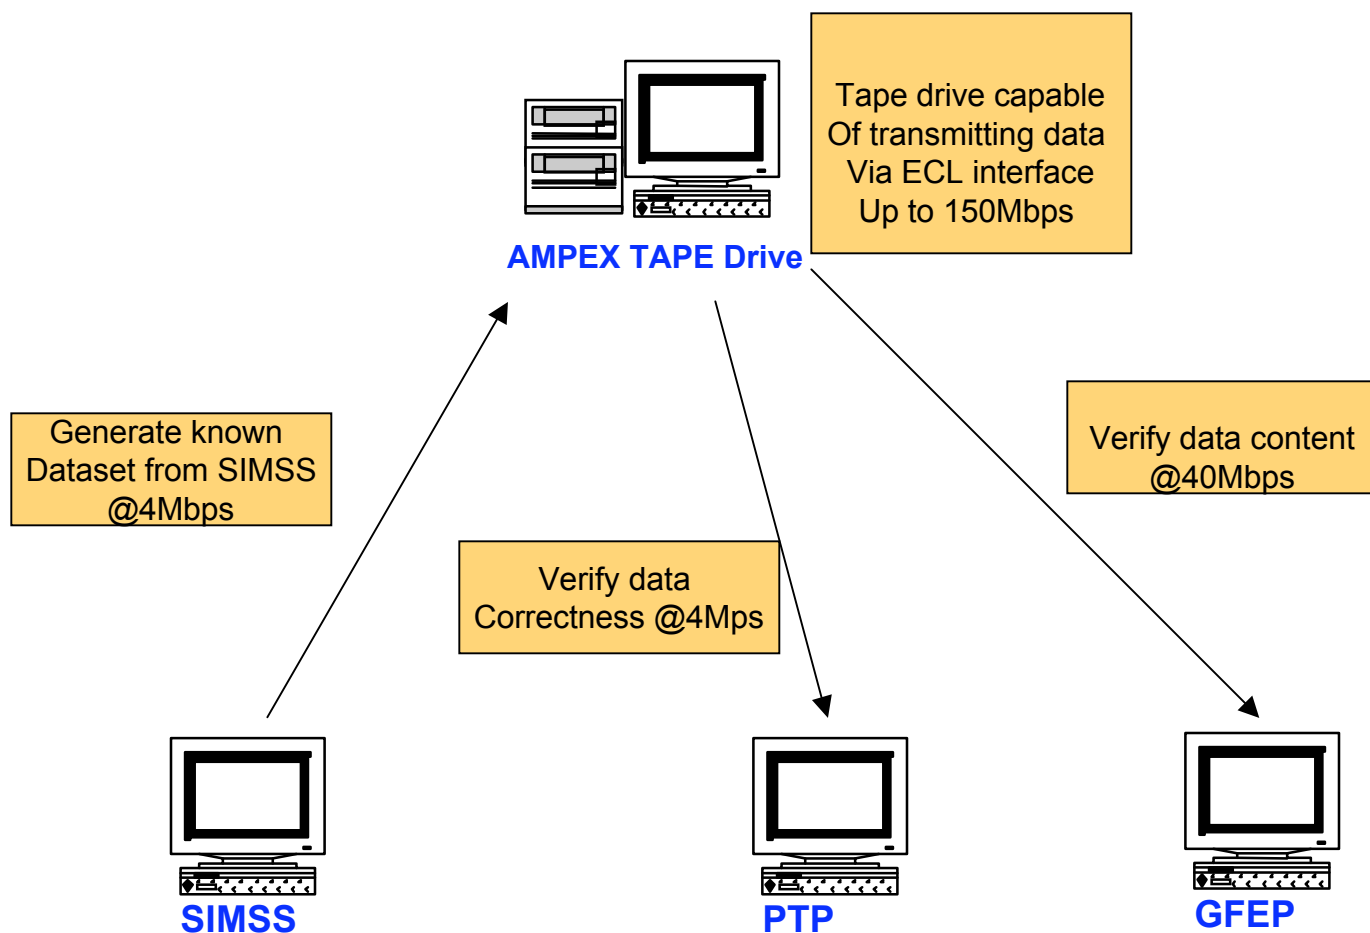 Tape drive capable
Of transmitting data
Via ECL interface
Up to 150Mbps
AMPEX TAPE Drive
Generate known
Dataset from SIMSS
@4Mbps
Verify data content
@40Mbps
Verify data
Correctness @4Mps
SIMSS
PTP
GFEP